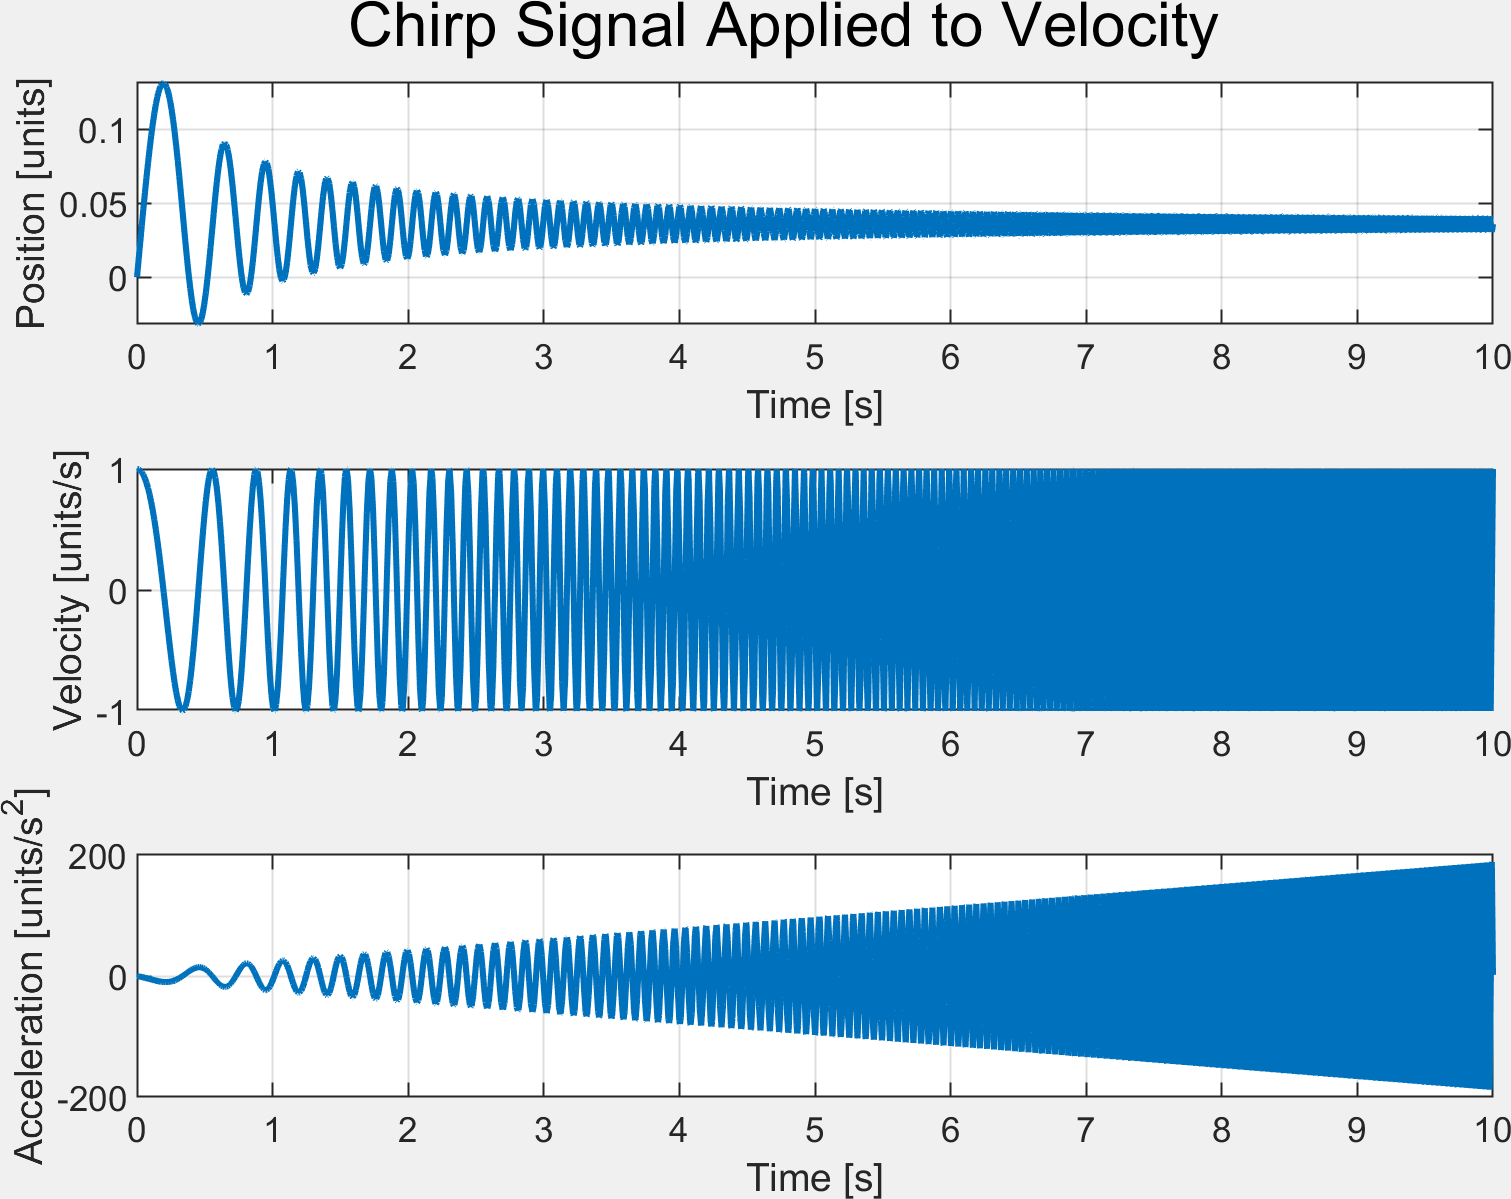 Chirp Signal Applied to Velocity
Position [units]
0.1
0.05
0
0 1 2 3 4 5 6 7 8 9 10
Time [s]
Velocity [units/s]
1
0
-1
0 1 2 3 4 5 6 7 8 9 10
Time [s]
Acceleration [units/s²]
200
0
-200
0 1 2 3 4 5 6 7 8 9 10
Time [s]